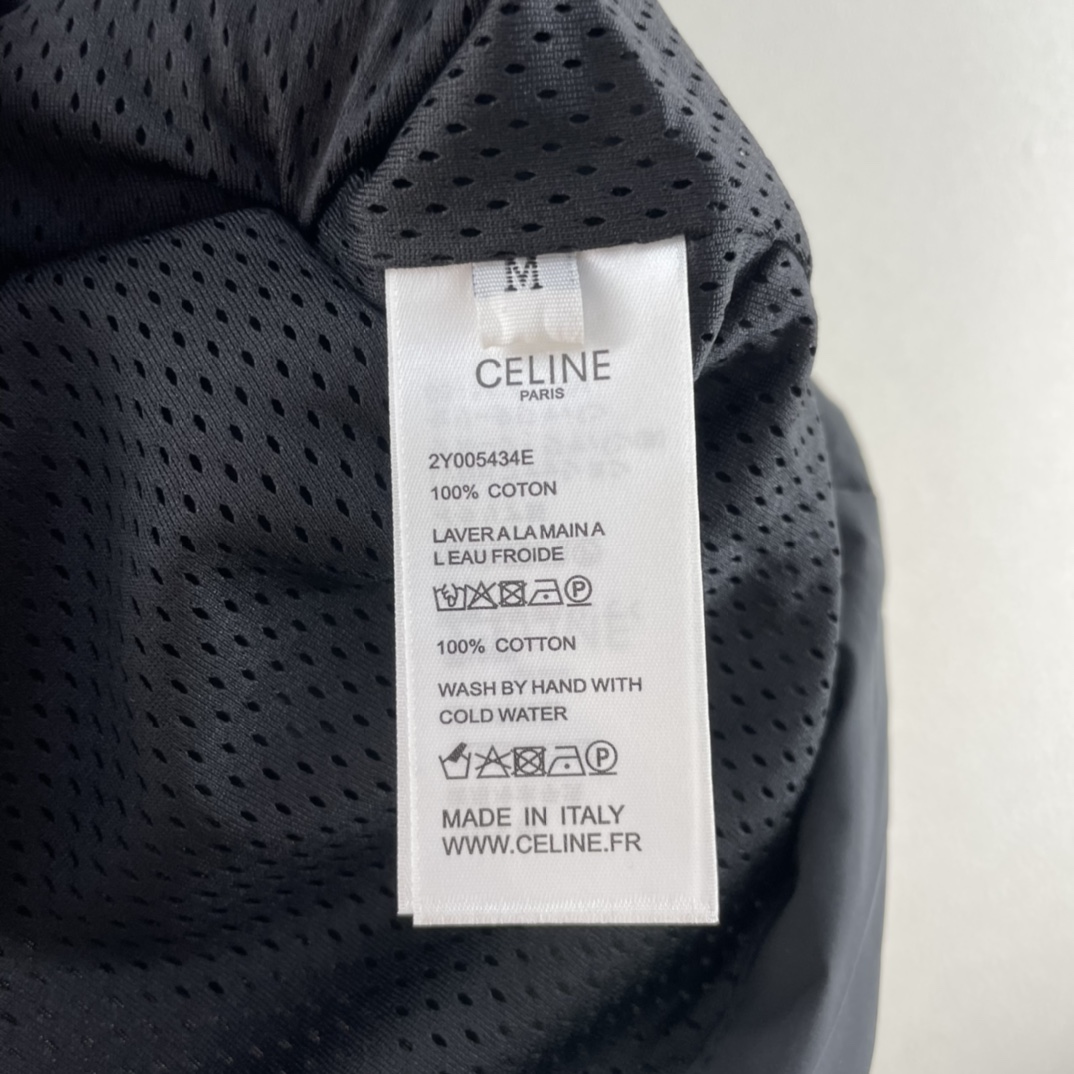 M
CELINE
PARIS
2Y005434E
100% COTON
LAVER A LA MAIN A
L EAU FROIDE
P
100% COTTON
WASH BY HAND WITH
COLD WATER
P
MADE IN ITALY
WWW.CELINE.FR